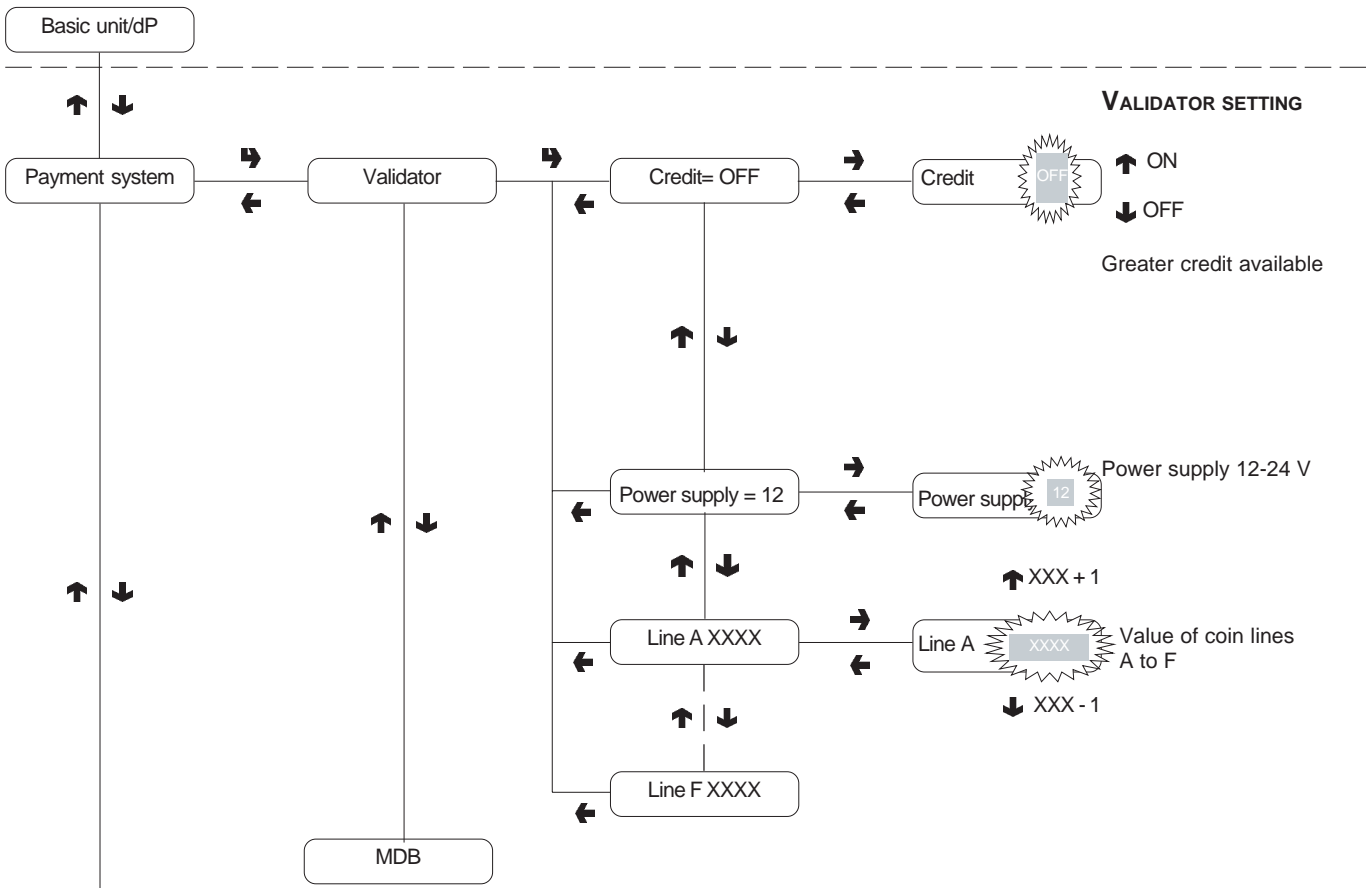 Basic unit/dP
VALIDATOR SETTING
Payment system
Validator
Credit= OFF
Credit
OFF
ON
OFF
Greater credit available
Power supply = 12
Power suppl
12
Power supply 12-24 V
XXX + 1
Line A XXXX
Line A
XXXX
Value of coin lines
A to F
XXX - 1
Line F XXXX
MDB